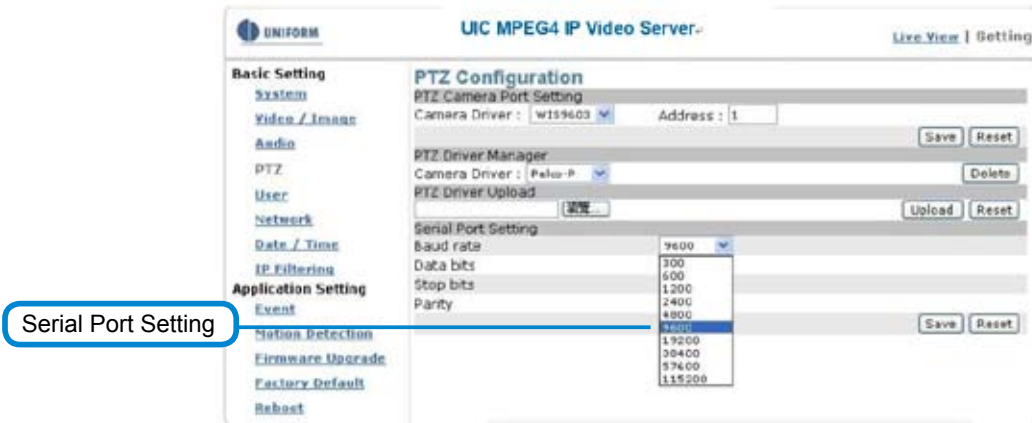 UNIFORM
UIC MPEG4 IP Video Server
Live View | Setting
Basic Setting
System
Video / Image
Audio
PTZ
User
Network
Date / Time
IP Filtering
Application Setting
Event
Motion Detection
Firmware Upgrade
Factory Default
Reboot
PTZ Configuration
PTZ Camera Port Setting
Camera Driver : WIS9603 Address : 1
Save Reset
PTZ Driver Manager
Camera Driver : Pelco-P Delete
PTZ Driver Upload
瀏覽... Upload Reset
Serial Port Setting
Baud rate 9600
Data bits
Stop bits
Parity
300
600
1200
2400
4800
9600
19200
38400
57600
115200
Save Reset
Serial Port Setting